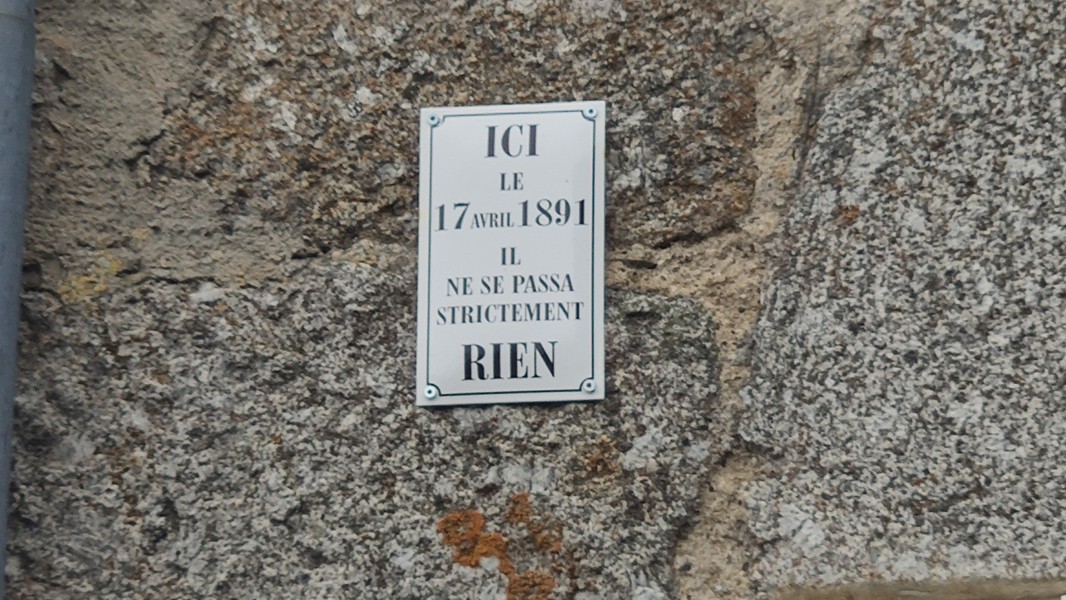 ICI
LE
17 AVRIL 1891
IL
NE SE PASSA
STRICTEMENT
RIEN